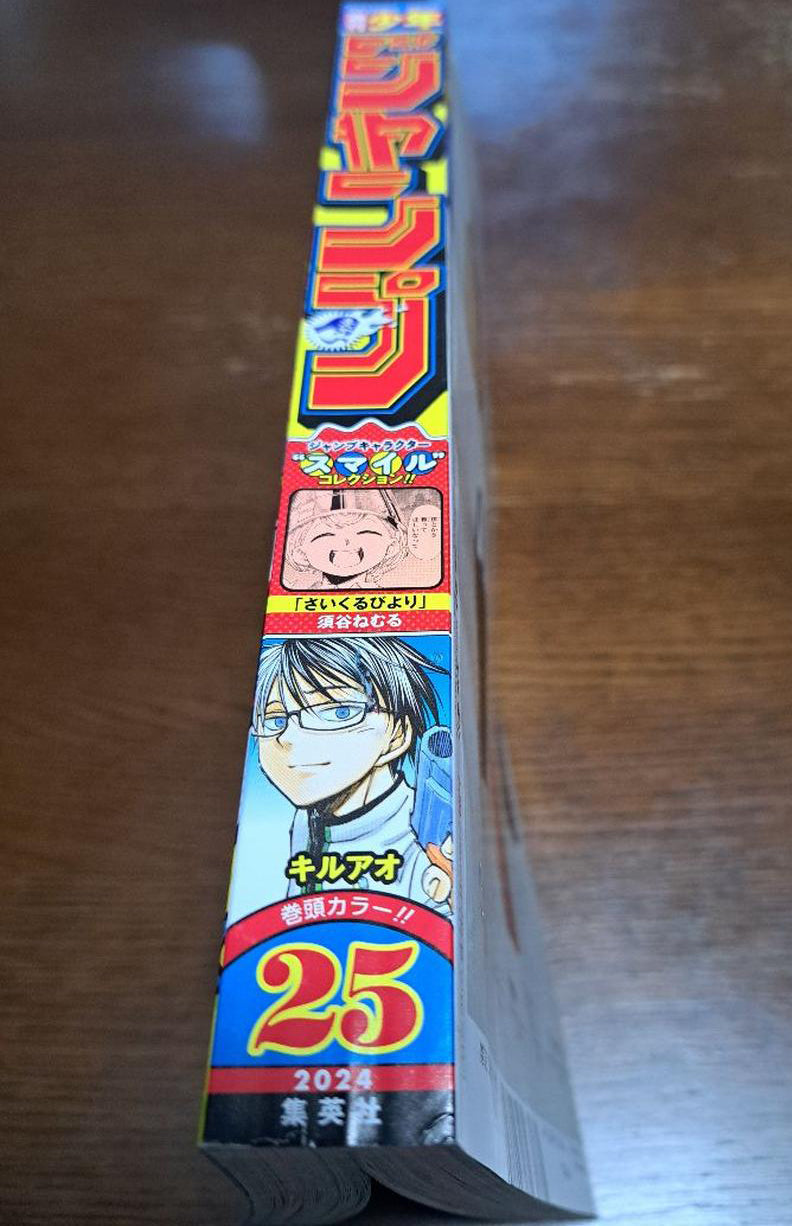 週刊少年
ジャンプ
ジャンプキャラクター
"スマイル"
コレクション!!
「さいくるびより」
須谷ねむる
キルアオ
巻頭カラー!!
25
2024
集英社